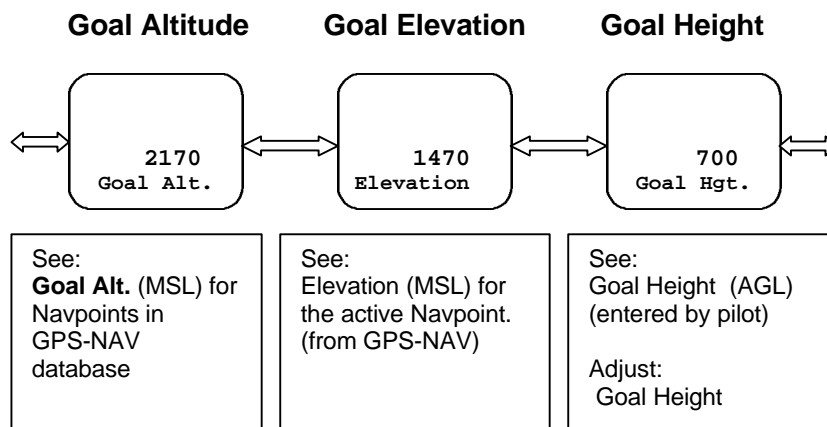 Goal Altitude Goal Elevation Goal Height
2170
Goal Alt.
1470
Elevation
700
Goal Hgt.
See:
Goal Alt. (MSL) for
Navpoints in
GPS-NAV
database
See:
Elevation (MSL) for
the active Navpoint.
(from GPS-NAV)
See:
Goal Height (AGL)
(entered by pilot)
Adjust:
Goal Height